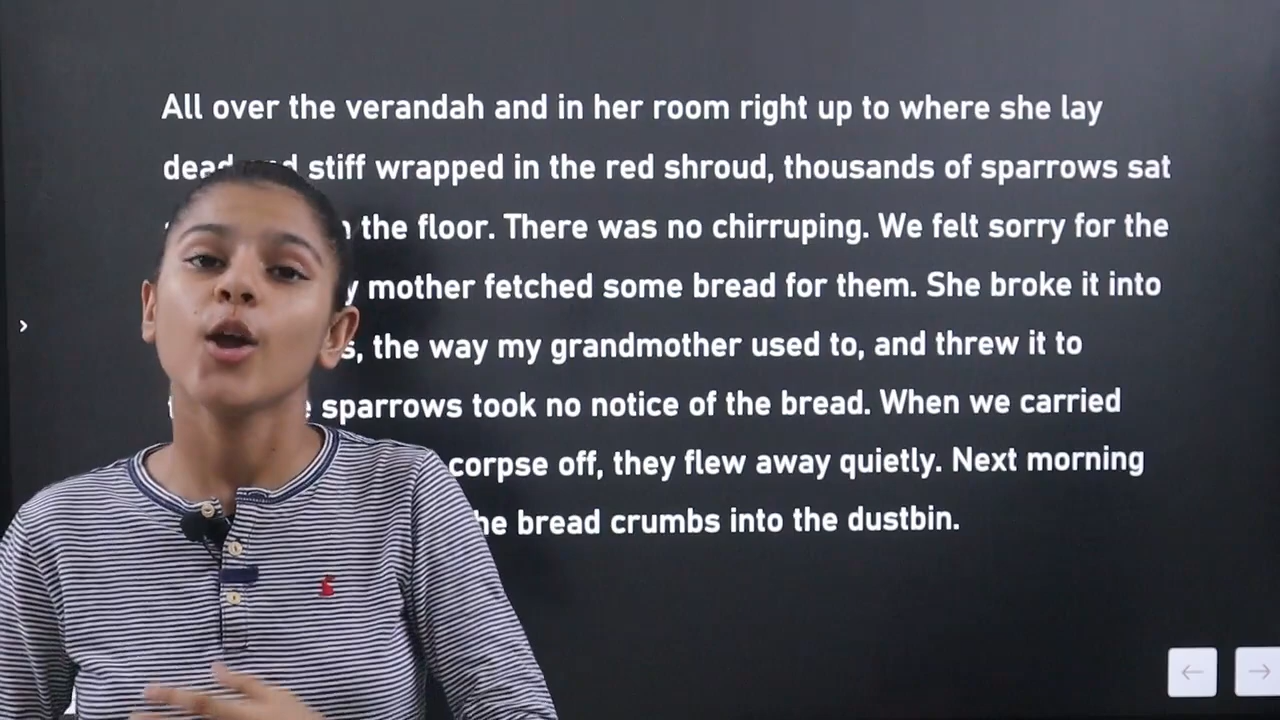 All over the verandah and in her room right up to where she lay
dead stiff wrapped in the red shroud, thousands of sparrows sat
the floor. There was no chirruping. We felt sorry for the
mother fetched some bread for them. She broke it into
the way my grandmother used to, and threw it to
sparrows took no notice of the bread. When we carried
corpse off, they flew away quietly. Next morning
bread crumbs into the dustbin.